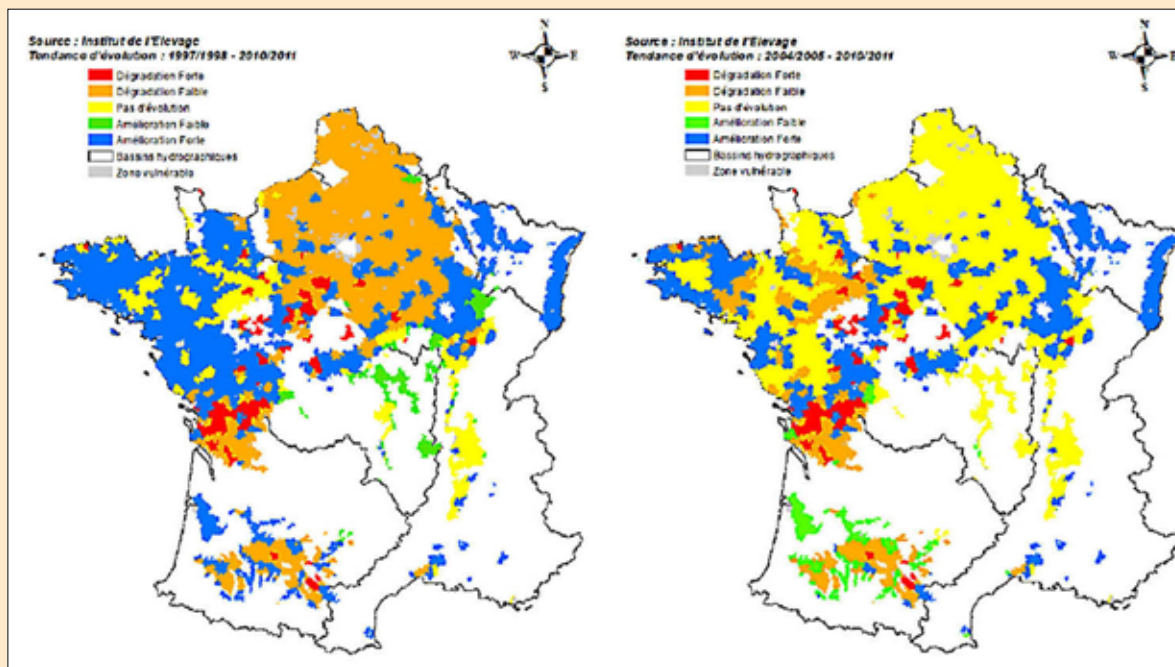 Source : Institut de l'Elevage
Tendance d'évolution : 1997/1998 - 2010/2011
N
W E
S
Dégradation Forte
Dégradation Faible
Pas d'évolution
Amélioration Faible
Amélioration Forte
Bassins hydrographiques
Zone vulnérable
Source : Institut de l'Elevage
Tendance d'évolution : 2004/2005 - 2010/2011
N
W E
S
Dégradation Forte
Dégradation Faible
Pas d'évolution
Amélioration Faible
Amélioration Forte
Bassins hydrographiques
Zone vulnérable